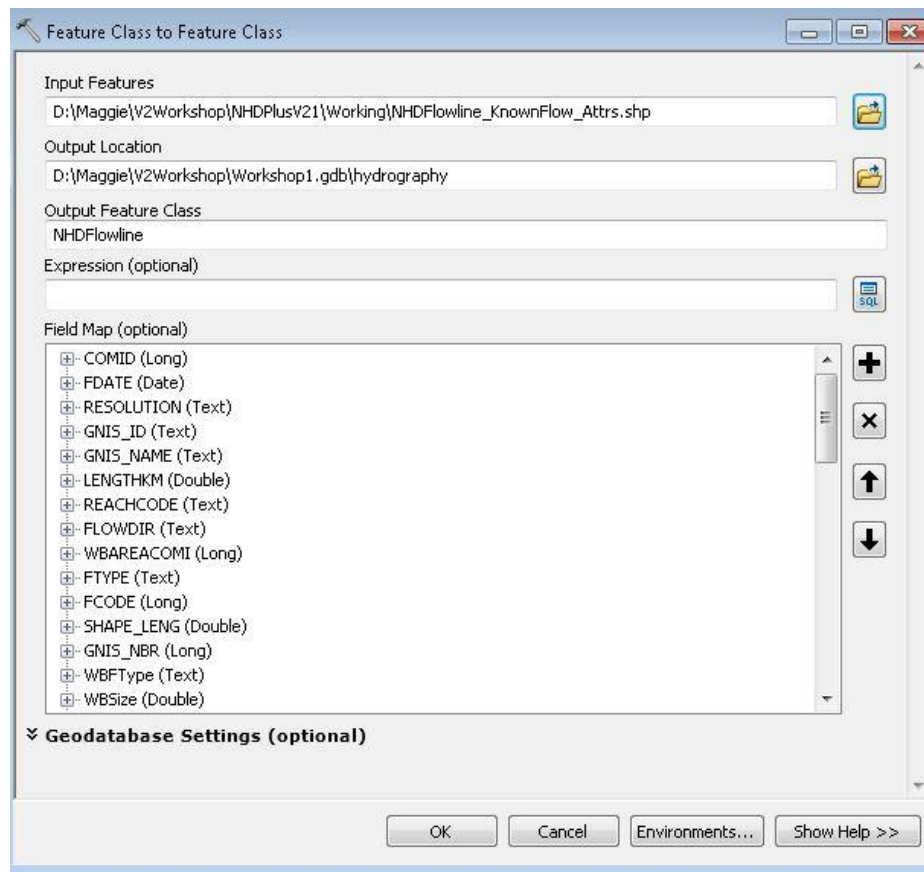 Feature Class to Feature Class
Input Features
D:\Maggie\V2Workshop\NHDPlusV21\Working\NHDFlowline_KnownFlow_Attrs.shp
Output Location
D:\Maggie\V2Workshop\Workshop1.gdb\hydrography
Output Feature Class
NHDFlowline
Expression (optional)
SQL
Field Map (optional)
COMID (Long)
FDATE (Date)
RESOLUTION (Text)
GNIS_ID (Text)
GNIS_NAME (Text)
LENGTHKM (Double)
REACHCODE (Text)
FLOWDIR (Text)
WBAREACOMI (Long)
FTYPE (Text)
FCODE (Long)
SHAPE_LENG (Double)
GNIS_NBR (Long)
WBFType (Text)
WBSize (Double)
Geodatabase Settings (optional)
OK Cancel Environments... Show Help >>